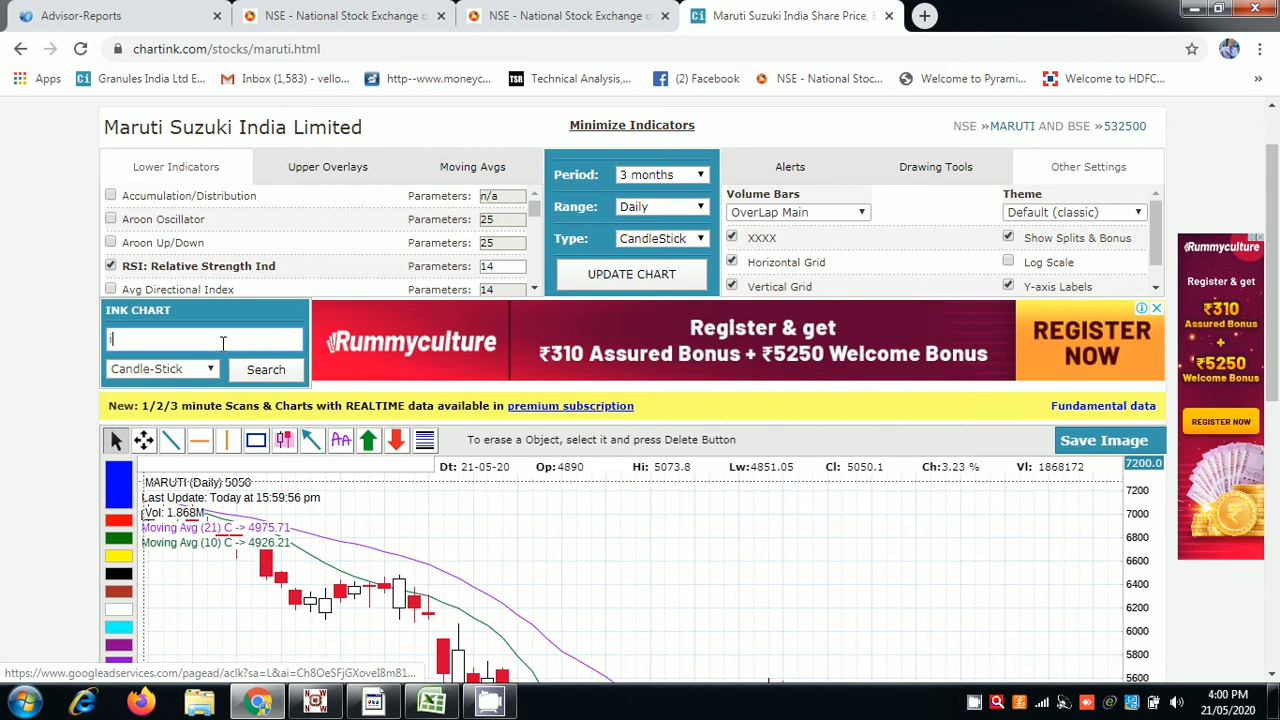 Advisor-Reports
NSE - National Stock Exchange o
NSE - National Stock Exchange o
Maruti Suzuki India Share Price, E
chartink.com/stocks/maruti.html
Apps
Granules India Ltd E...
Inbox (1,583) - vello...
http--www.moneyc...
Technical Analysis,...
(2) Facebook
NSE - National Stoc...
Welcome to Pyrami...
Welcome to HDFC...
Maruti Suzuki India Limited
Minimize Indicators
NSE »MARUTI AND BSE »532500
Lower Indicators
Upper Overlays
Moving Avgs
Accumulation/Distribution Parameters: n/a
Aroon Oscillator Parameters: 25
Aroon Up/Down Parameters: 25
RSI: Relative Strength Ind Parameters: 14
Avg Directional Index Parameters: 14
Period: 3 months
Range: Daily
Type: CandleStick
UPDATE CHART
Alerts
Drawing Tools
Other Settings
Volume Bars
OverLap Main
XXXX
Horizontal Grid
Vertical Grid
Theme
Default (classic)
Show Splits & Bonus
Log Scale
Y-axis Labels
INK CHART
i
Candle-Stick
Search
Rummyculture
Register & get
₹310 Assured Bonus + ₹5250 Welcome Bonus
REGISTER
NOW
Rummyculture
Register & get
₹310
Assured Bonus
+
₹5250
Welcome Bonus
REGISTER NOW
New: 1/2/3 minute Scans & Charts with REALTIME data available in premium subscription
Fundamental data
To erase a Object, select it and press Delete Button
Save Image
Dt: 21-05-20 Op:4890 Hi: 5073.8 Lw:4851.05 Cl: 5050.1 Ch:3.23 % Vl: 1868172
7200.0
MARUTI (Daily) 5050
Last Update: Today at 15:59:56 pm
Vol: 1.868M
Moving Avg (21) C -> 4975.71
Moving Avg (10) C -> 4926.21
7200
7000
6800
6600
6400
6200
6000
5800
5600
https://www.googleadservices.com/pagead/aclk?sa=L&ai=Ch8OeSFjGXoveI8m81...
4:00 PM
21/05/2020